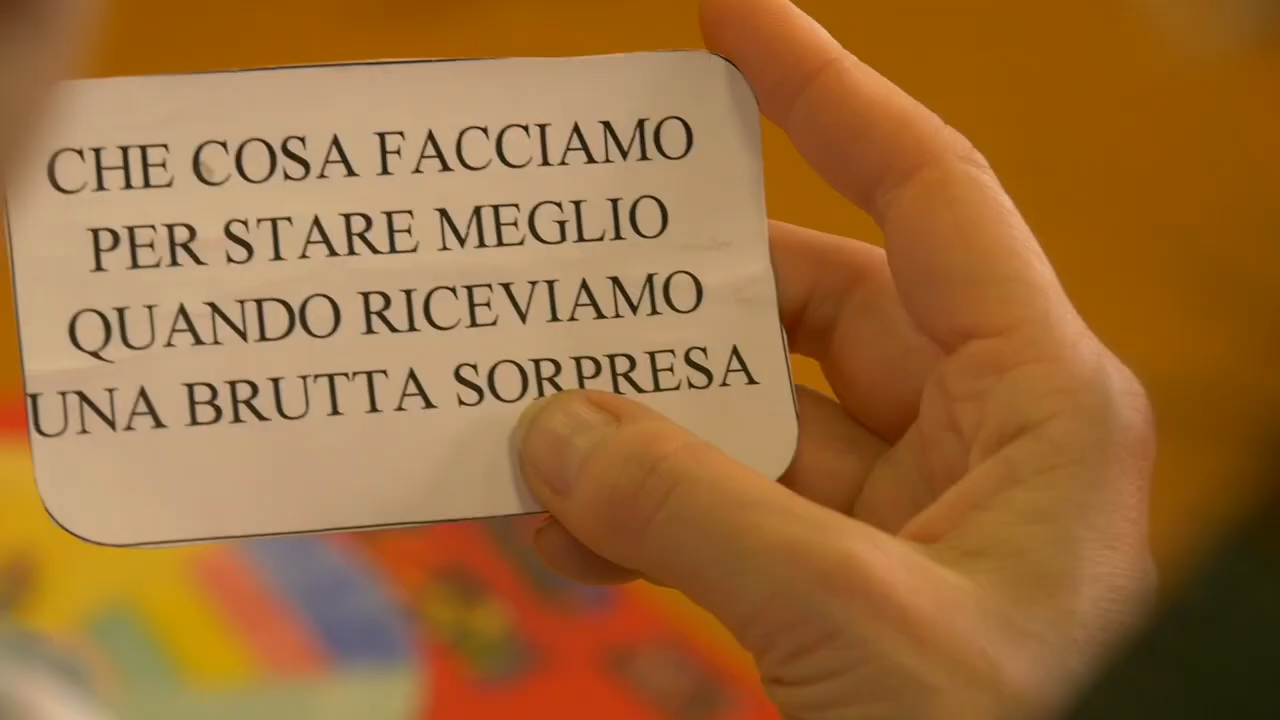 CHE COSA FACCIAMO
PER STARE MEGLIO
QUANDO RICEVIAMO
UNA BRUTTA SORPRESA